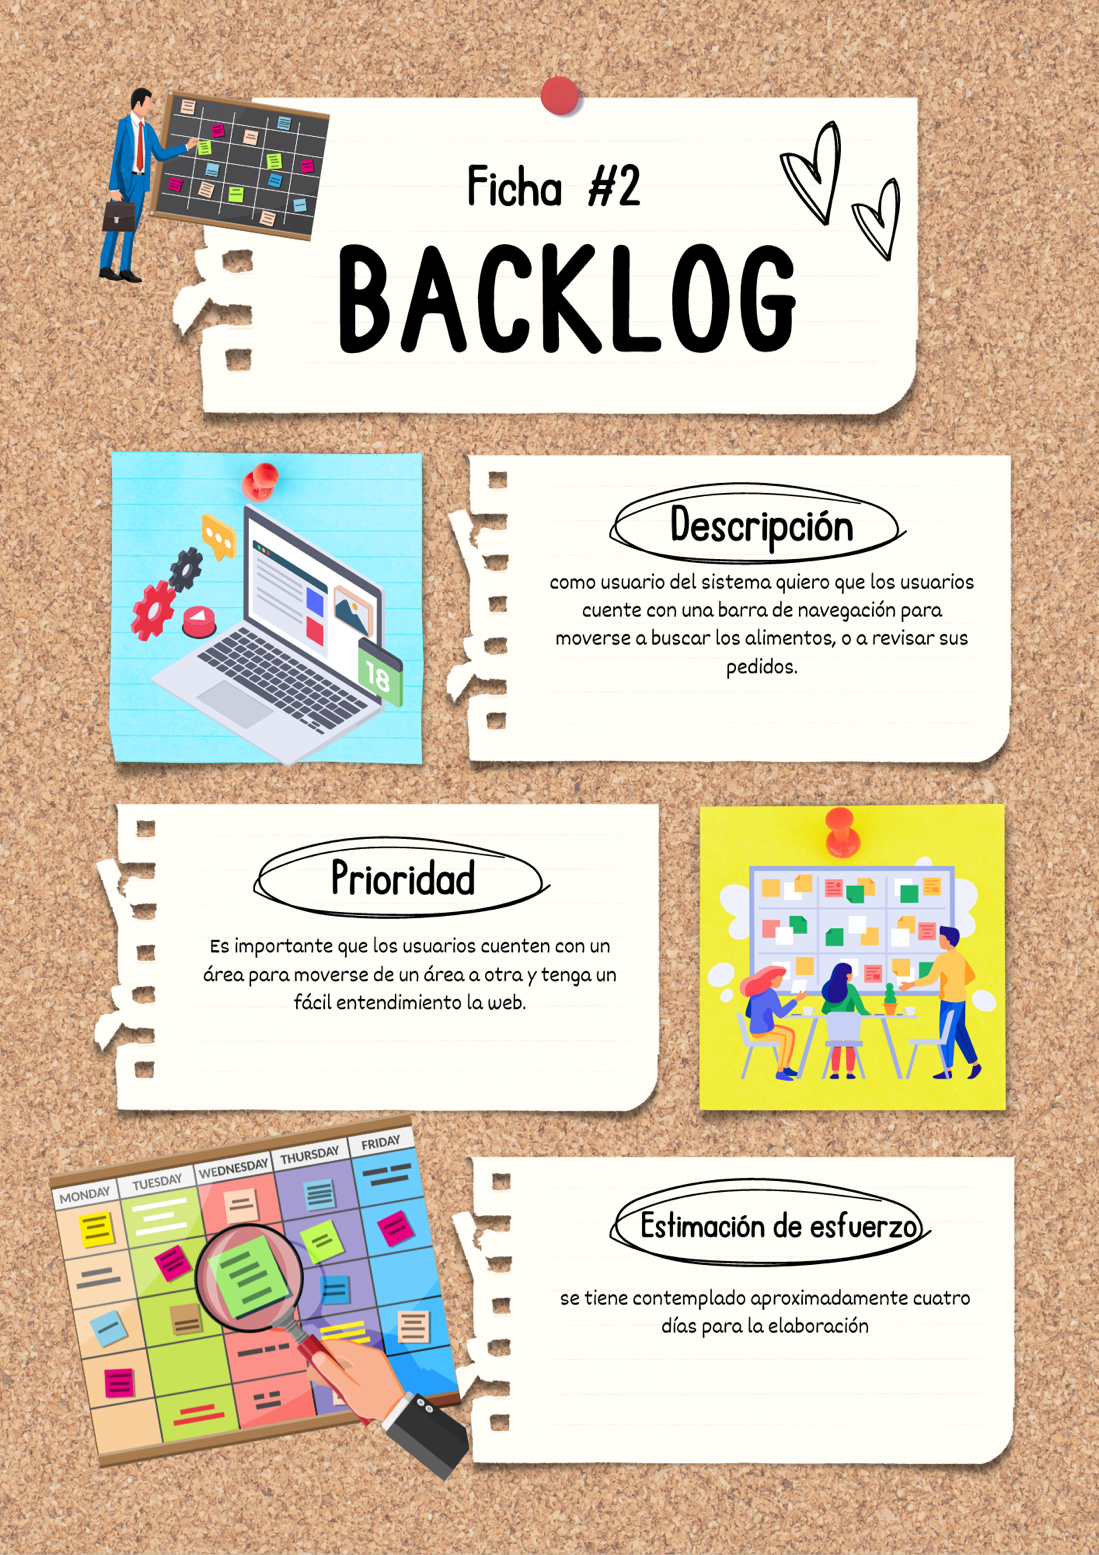 Ficha #2
BACKLOG
Descripción
como usuario del sistema quiero que los usuarios
cuente con una barra de navegación para
moverse a buscar los alimentos, o a revisar sus
pedidos.
18
Prioridad
Es importante que los usuarios cuenten con un
área para moverse de un área a otra y tenga un
fácil entendimiento la web.
MONDAY TUESDAY WEDNESDAY THURSDAY FRIDAY
Estimación de esfuerzo
se tiene contemplado aproximadamente cuatro
días para la elaboración